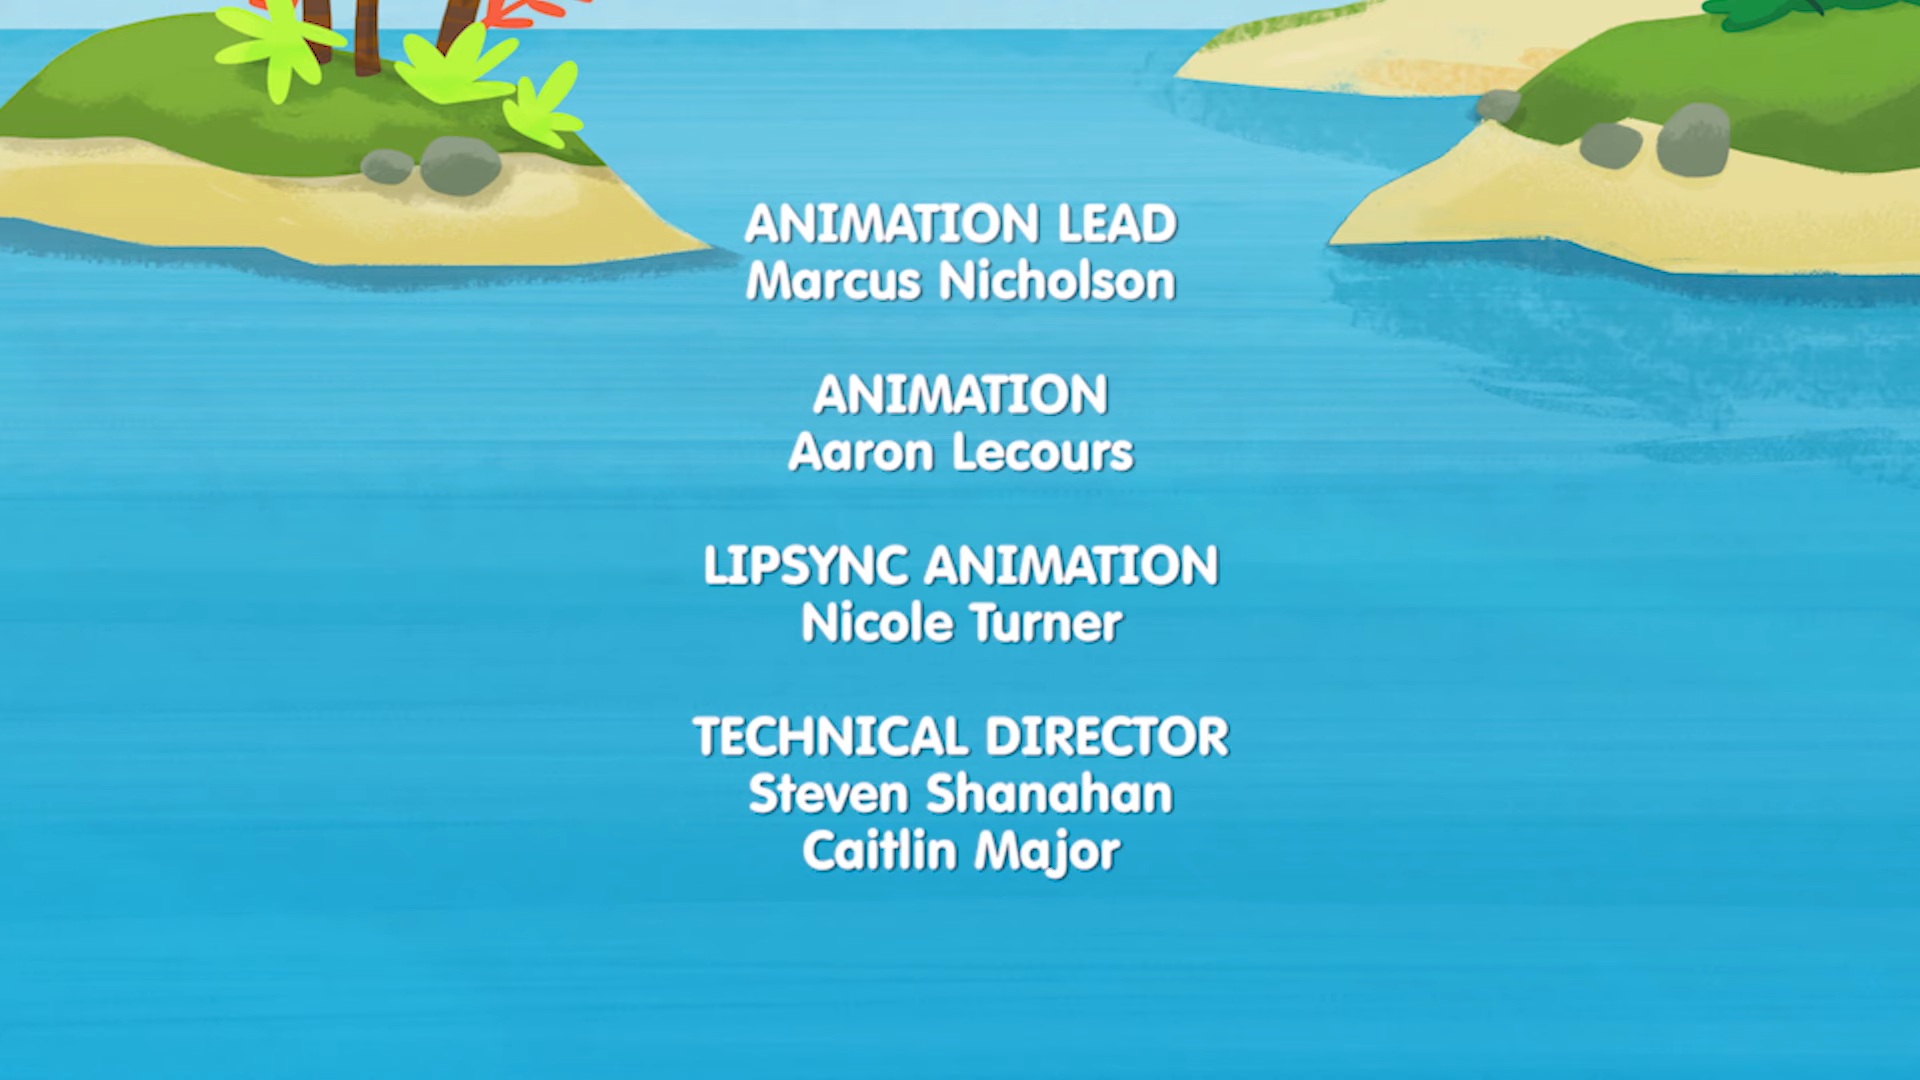 ANIMATION LEAD
Marcus Nicholson
ANIMATION
Aaron Lecours
LIPSYNC ANIMATION
Nicole Turner
TECHNICAL DIRECTOR
Steven Shanahan
Caitlin Major